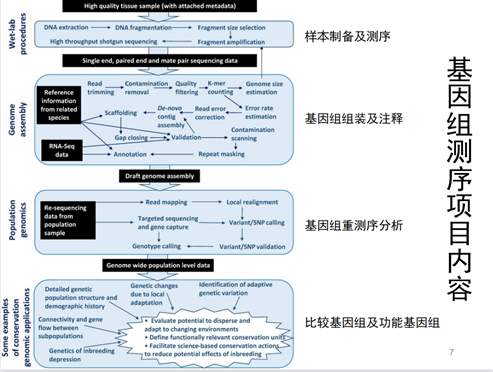 High quality tissue sample (with attached metadata)
Wet-lab
procedures
DNA extraction
DNA fragmentation
Fragment size selection
High throughput shotgun sequencing
Fragment amplification
样本制备及测序
Single end, paired end and mate pair sequencing data
Genome
assembly
Reference
information
from related
species
Read
trimming
Contamination
removal
Quality
filtering
K-mer
counting
Genome size
estimation
Scaffolding
De-novo
contig
assembly
Read error
correction
Error rate
estimation
Gap closing
Validation
Contamination
scanning
RNA-Seq
data
Annotation
Repeat masking
基因组组装及注释
Draft genome assembly
Population
genomics
Re-sequencing
data from
population
sample
Read mapping
Local realignment
Targeted sequencing
and gene capture
Variant/SNP calling
Genotype calling
Variant/SNP validation
基因组重测序分析
Genome wide population level data
Some examples
of conservation
genomic applications
Detailed genetic
population structure and
demographic history
Genetic changes
due to local
adaptation
Identification of adaptive
genetic variation
Connectivity and gene
flow between
subpopulations
Genetics of inbreeding
depression
• Evaluate potential to disperse and
adapt to changing environments
• Define functionally relevant conservation units
• Facilitate science-based conservation actions
to reduce potential effects of inbreeding
比较基因组及功能基因组
基因组测序项目内容
7